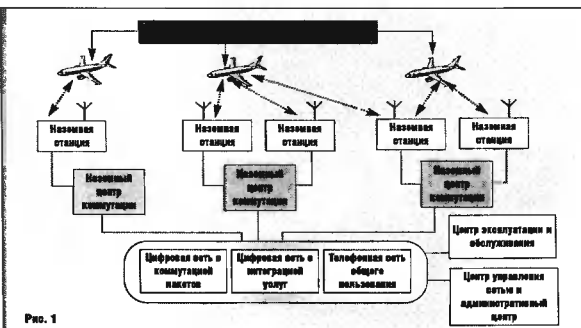 Наземная
станция
Наземная
станция
Наземная
станция
Наземная
станция
Наземная
станция
Наземный
центр
коммутации
Наземный
центр
коммутации
Наземный
центр
коммутации
Центр эксплуатации и
обслуживания
Цифровая сеть с
коммутацией
пакетов
Цифровая сеть с
интеграцией
услуг
Телефонная сеть
общего
пользования
Центр управления
сетью и
административный
центр
Рис. 1